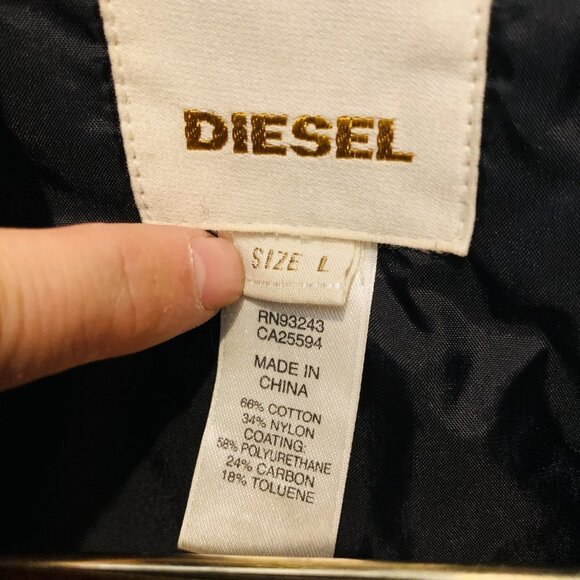 DIESEL
SIZE L
RN93243
CA25594
MADE IN
CHINA
66% COTTON
34% NYLON
COATING:
58% POLYURETHANE
24% CARBON
18% TOLUENE